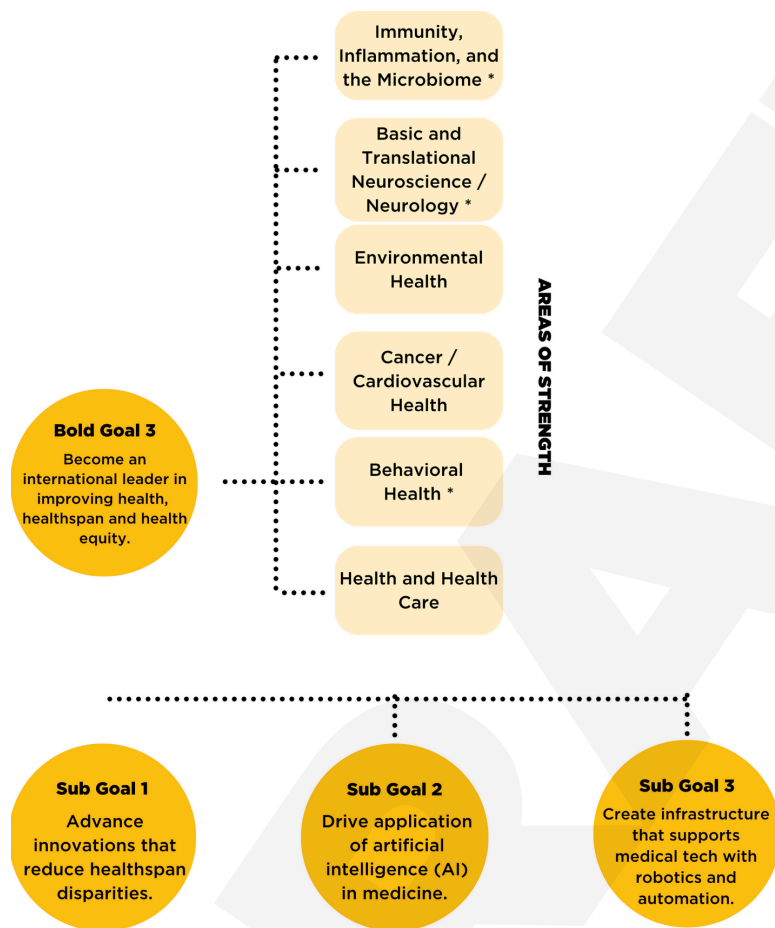 Immunity,
Inflammation, and
the Microbiome *
Basic and
Translational
Neuroscience /
Neurology *
Environmental
Health
Cancer /
Cardiovascular
Health
Behavioral
Health *
Health and Health
Care
AREAS OF STRENGTH
Bold Goal 3
Become an
international leader in
improving health,
healthspan and health
equity.
Sub Goal 1
Advance
innovations that
reduce healthspan
disparities.
Sub Goal 2
Drive application
of artificial
intelligence (AI)
in medicine.
Sub Goal 3
Create infrastructure
that supports
medical tech with
robotics and
automation.